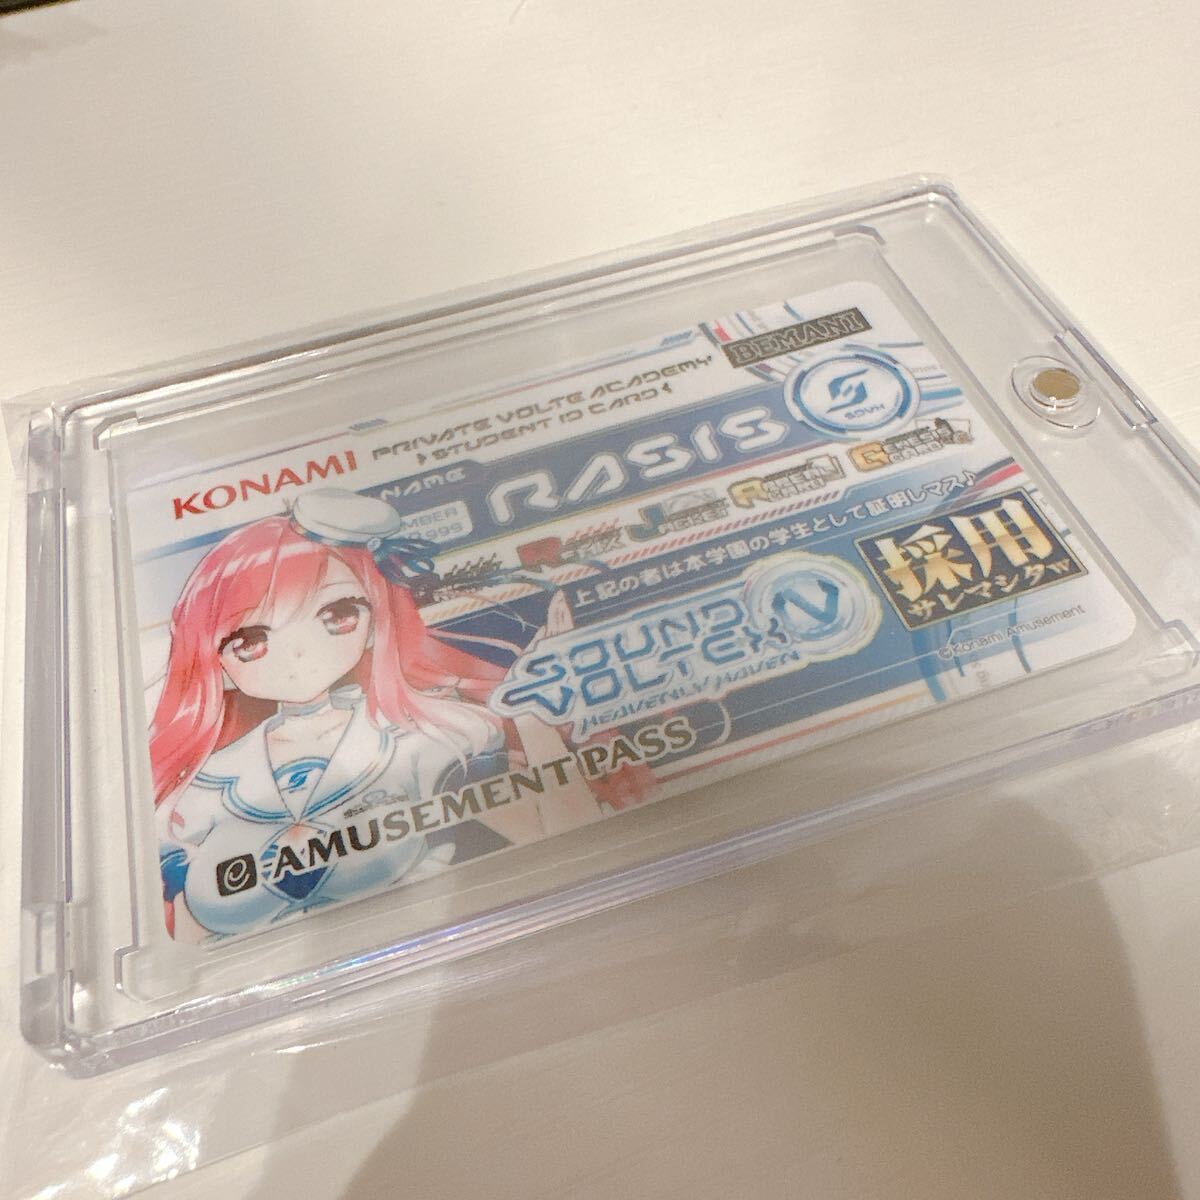 BEMANI
PRIVATE VOLTE ACADEMY
STUDENT ID CARD
KONAMI
NAME
RASIS
SDVX
上記の者は本学園の学生として証明しマス♪
採用
サレマシタw
SOUND
VOLTEX IV
HEAVENLY HAVEN
©Konami Amusement
e AMUSEMENT PASS